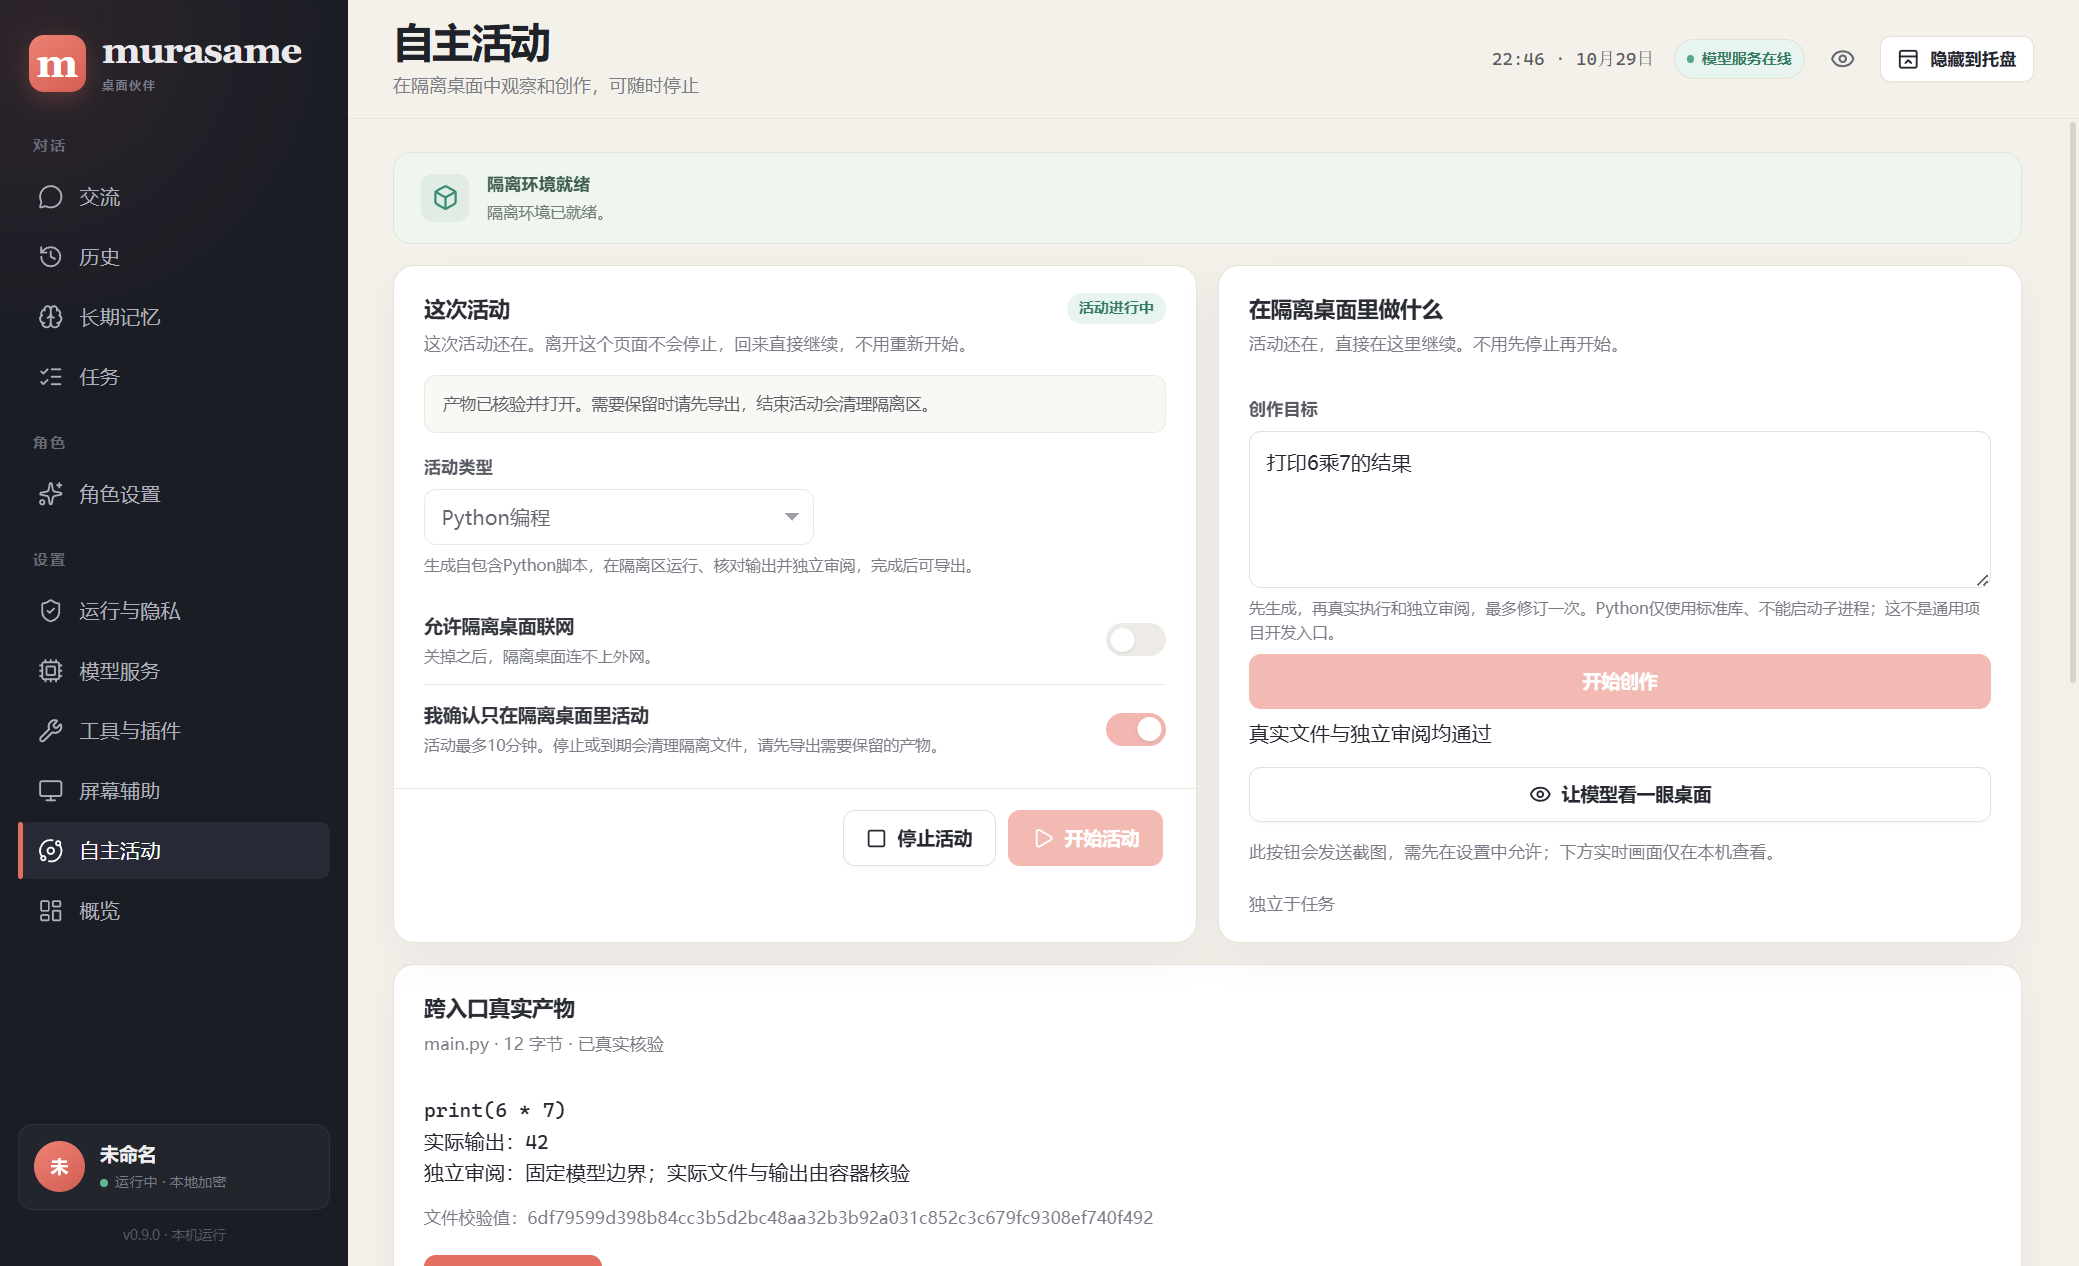 m
murasame
桌面伙伴
对话
交流
历史
长期记忆
任务
角色
角色设置
设置
运行与隐私
模型服务
工具与插件
屏幕辅助
自主活动
概览
未
未命名
运行中 · 本地加密
v0.9.0 · 本机运行
自主活动
在隔离桌面中观察和创作，可随时停止
22:46 · 10月29日
模型服务在线
隐藏到托盘
隔离环境就绪
隔离环境已就绪。
这次活动
活动进行中
这次活动还在。离开这个页面不会停止，回来直接继续，不用重新开始。
产物已核验并打开。需要保留时请先导出，结束活动会清理隔离区。
活动类型
Python编程
生成自包含Python脚本，在隔离区运行、核对输出并独立审阅，完成后可导出。
允许隔离桌面联网
关掉之后，隔离桌面连不上外网。
我确认只在隔离桌面里活动
活动最多10分钟。停止或到期会清理隔离文件，请先导出需要保留的产物。
停止活动
开始活动
在隔离桌面里做什么
活动还在，直接在这里继续。不用先停止再开始。
创作目标
打印6乘7的结果
先生成，再真实执行和独立审阅，最多修订一次。Python仅使用标准库、不能启动子进程；这不是通用项
目开发入口。
开始创作
真实文件与独立审阅均通过
让模型看一眼桌面
此按钮会发送截图，需先在设置中允许；下方实时画面仅在本机查看。
独立于任务
跨入口真实产物
main.py · 12 字节 · 已真实核验
print(6 * 7)
实际输出：42
独立审阅：固定模型边界；实际文件与输出由容器核验
文件校验值：6df79599d398b84cc3b5d2bc48aa32b3b92a031c852c3c679fc9308ef740f492